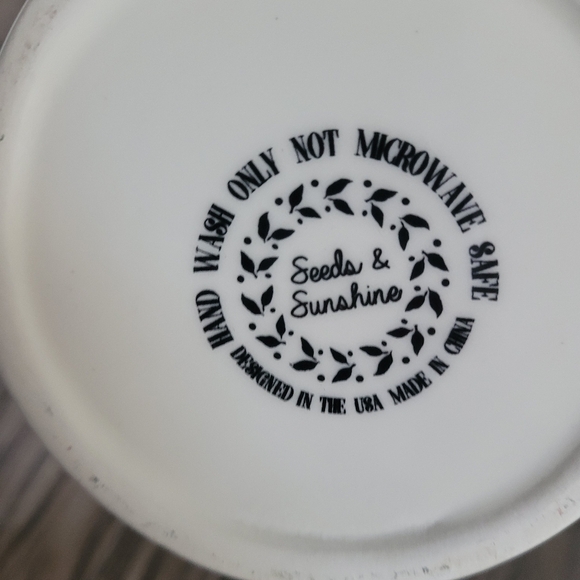 HAND WASH ONLY NOT MICROWAVE SAFE
Seeds &
Sunshine
DESIGNED IN THE USA MADE IN CHINA